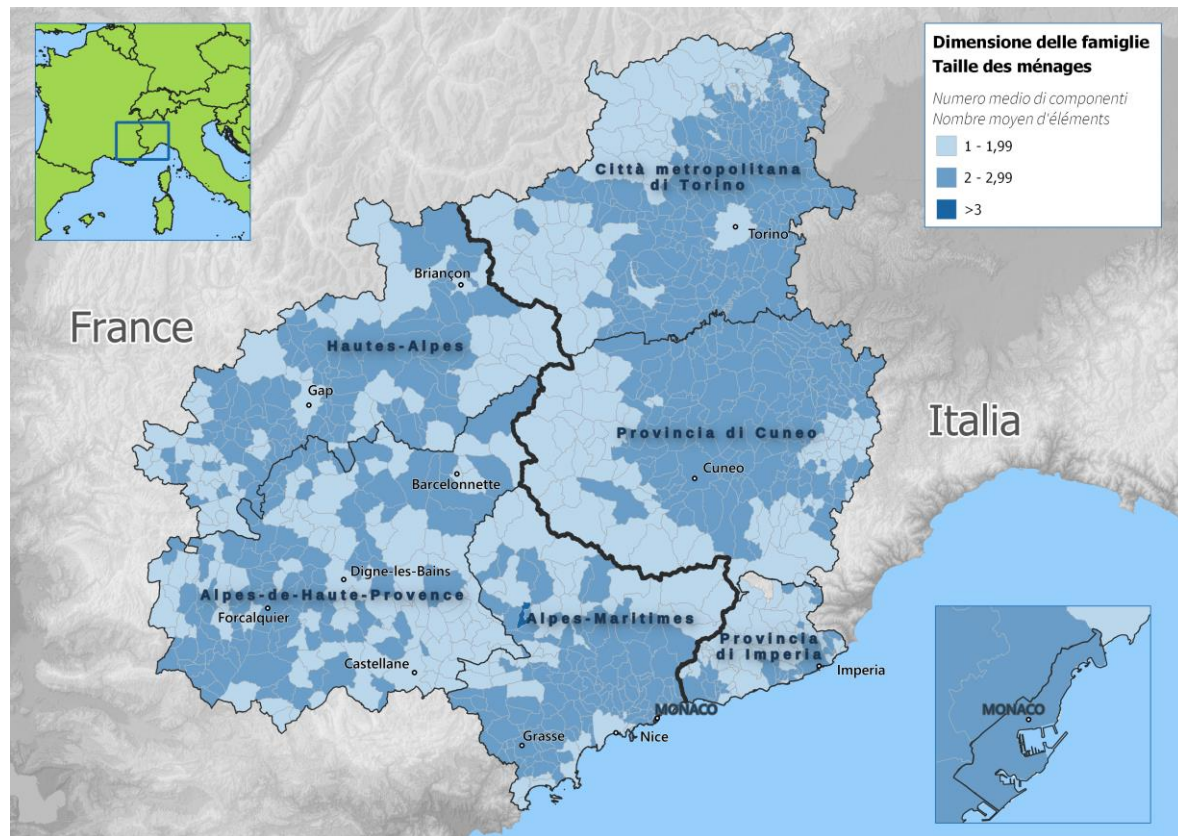 Dimensione delle famiglie
Taille des ménages
Numero medio di componenti
Nombre moyen d'éléments
1 - 1,99
2 - 2,99
>3
Città metropolitana
di Torino
Torino
Briançon
France
Hautes-Alpes
Gap
Italia
Provincia di Cuneo
Cuneo
Barcelonnette
Digne-les-Bains
Alpes-de-Haute-Provence
Forcalquier
Alpes-Maritimes
Provincia
di Imperia
Castellane
Imperia
MONACO
Grasse
Nice
MONACO